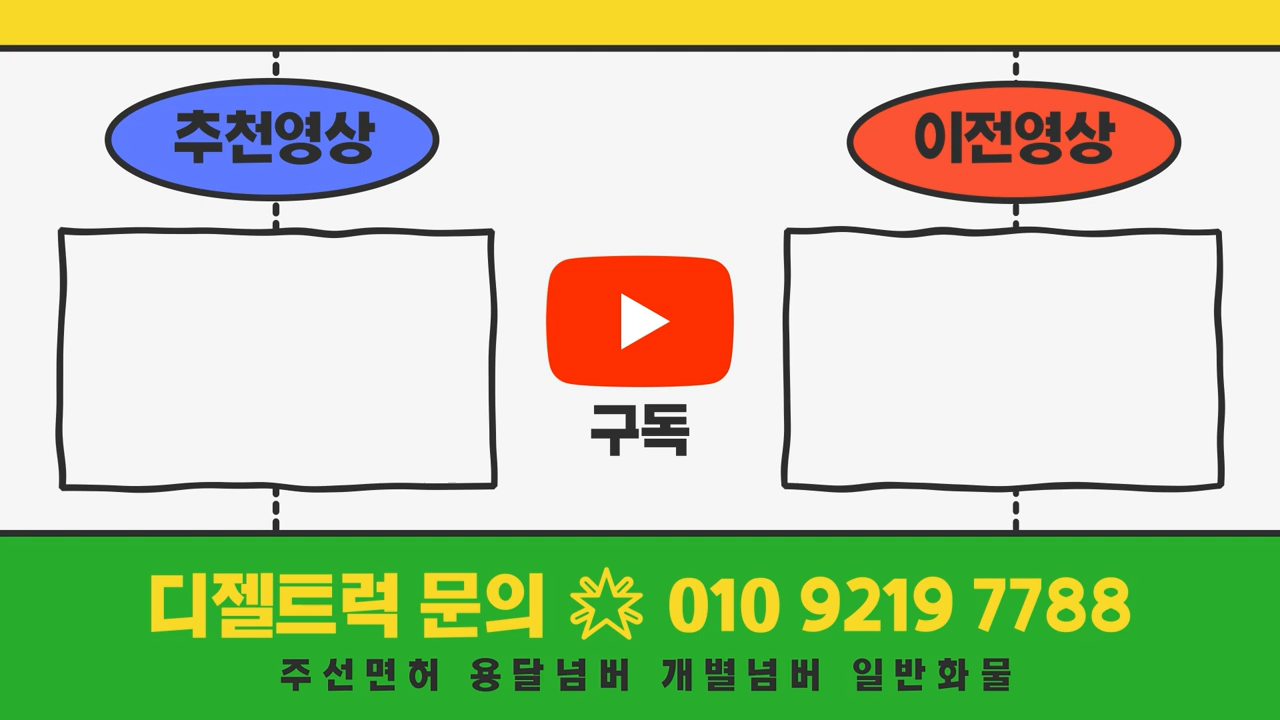 추천영상
이전영상
구독
디젤트럭 문의 010 9219 7788
주선면허 용달넘버 개별넘버 일반화물